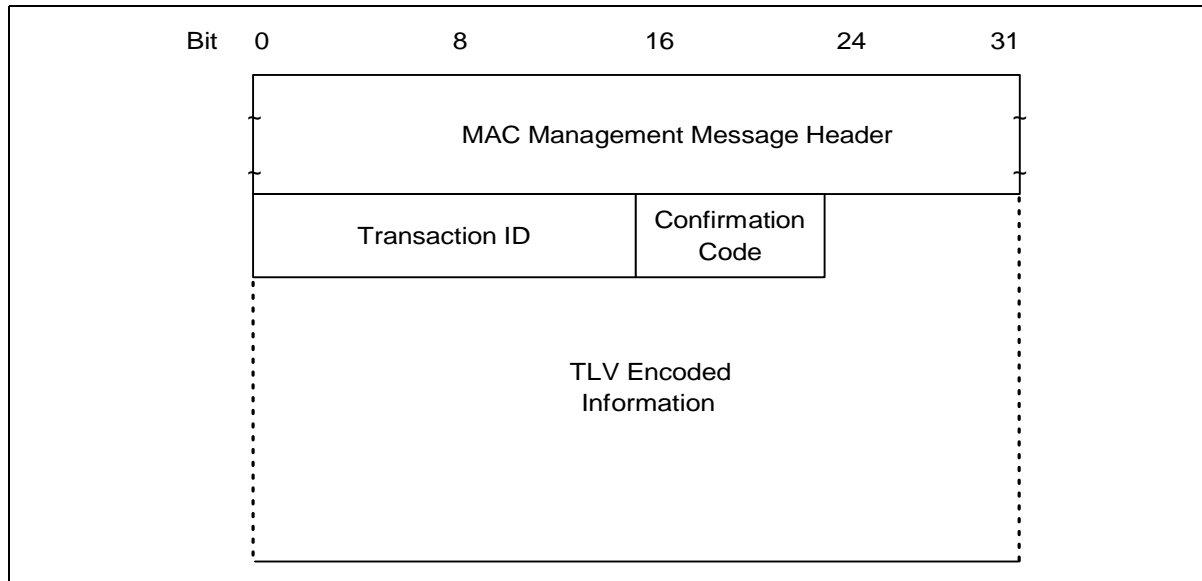 Bit 0 8 16 24 31
MAC Management Message Header
Transaction ID
Confirmation
Code
TLV Encoded
Information